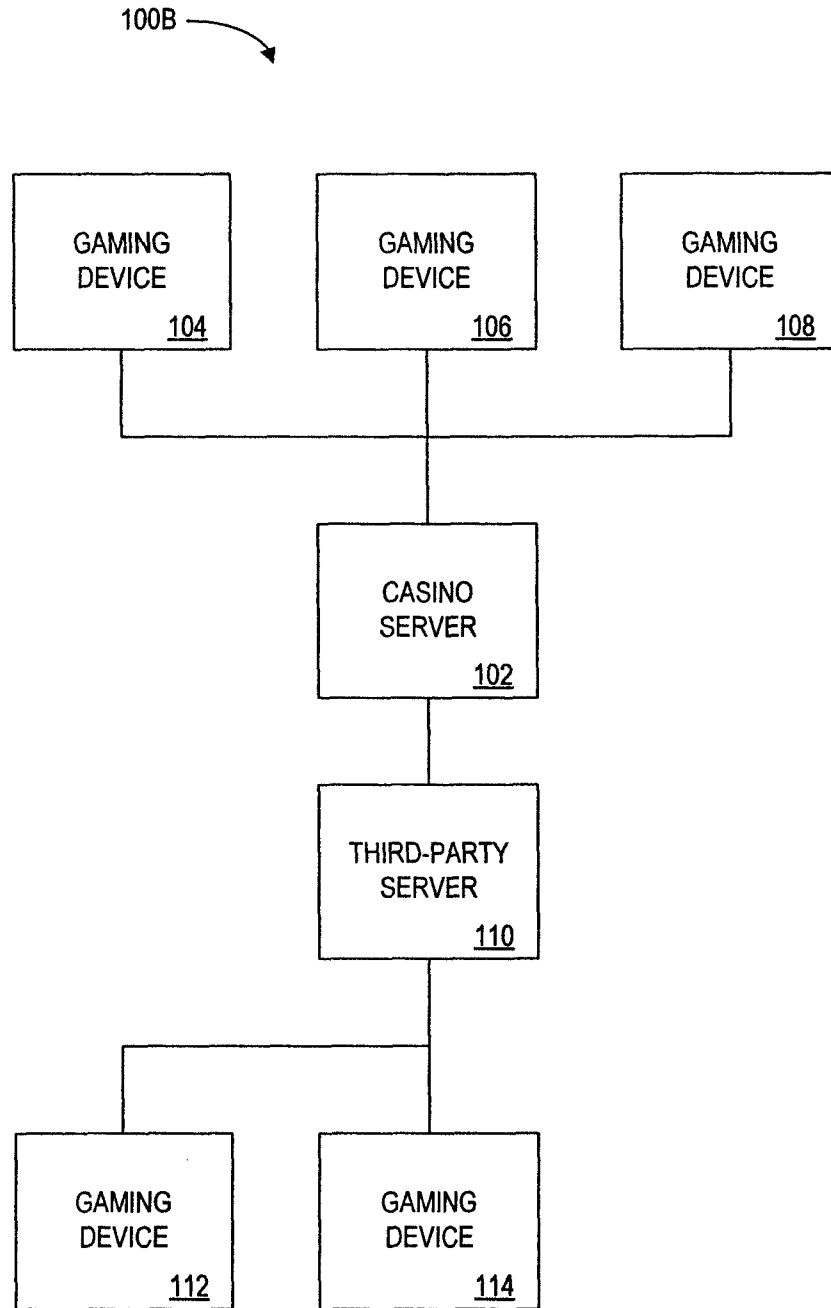 100B
GAMING
DEVICE
104
GAMING
DEVICE
106
GAMING
DEVICE
108
CASINO
SERVER
102
THIRD-PARTY
SERVER
110
GAMING
DEVICE
112
GAMING
DEVICE
114